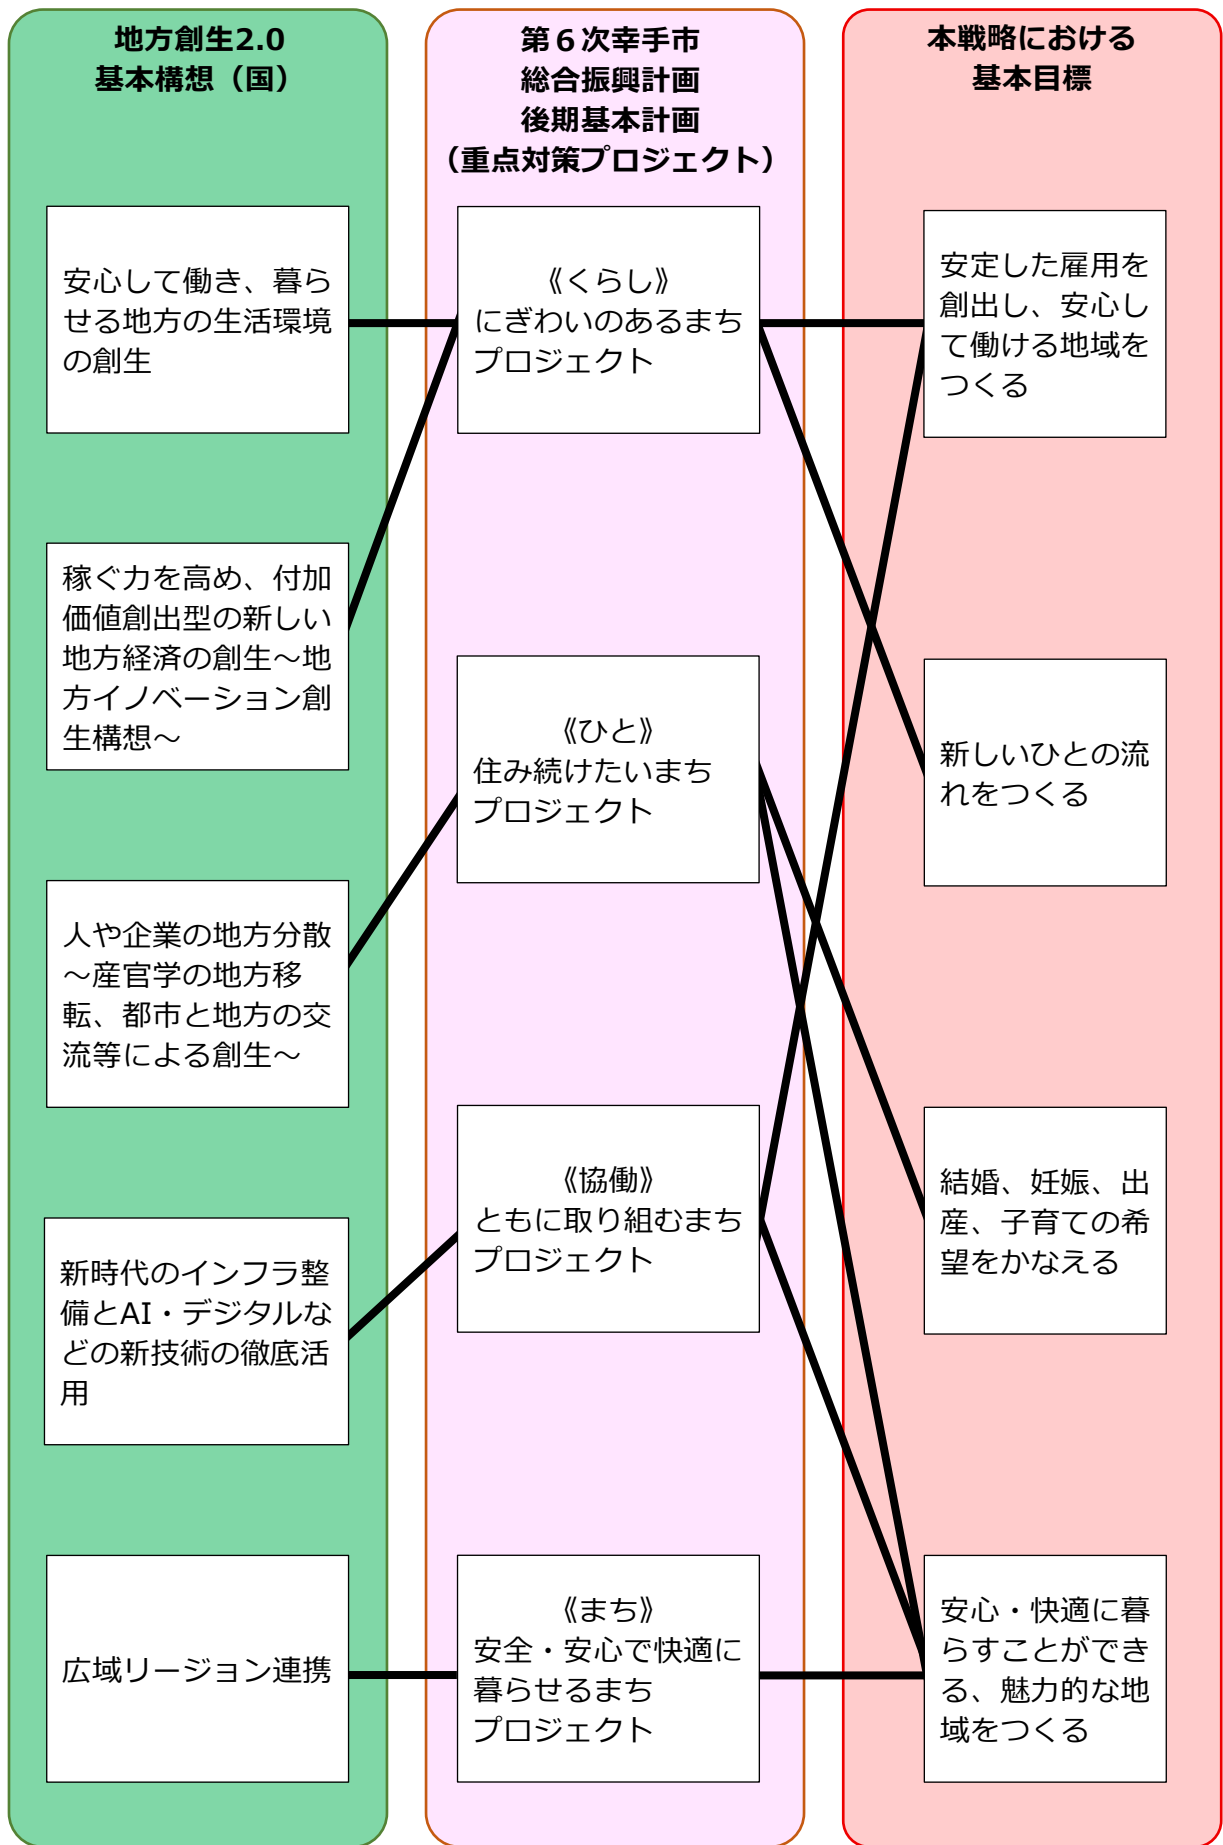 地方創生2.0
基本構想（国）
安心して働き、暮ら
せる地方の生活環境
の創生
稼ぐ力を高め、付加
価値創出型の新しい
地方経済の創生～地
方イノベーション創
生構想～
人や企業の地方分散
～産官学の地方移
転、都市と地方の交
流等による創生～
新時代のインフラ整
備とAI・デジタルな
どの新技術の徹底活
用
広域リージョン連携
第６次幸手市
総合振興計画
後期基本計画
（重点対策プロジェクト）
《くらし》
にぎわいのあるまち
プロジェクト
《ひと》
住み続けたいまち
プロジェクト
《協働》
ともに取り組むまち
プロジェクト
《まち》
安全・安心で快適に
暮らせるまち
プロジェクト
本戦略における
基本目標
安定した雇用を
創出し、安心し
て働ける地域を
つくる
新しいひとの流
れをつくる
結婚、妊娠、出
産、子育ての希
望をかなえる
安心・快適に暮
らすことができ
る、魅力的な地
域をつくる